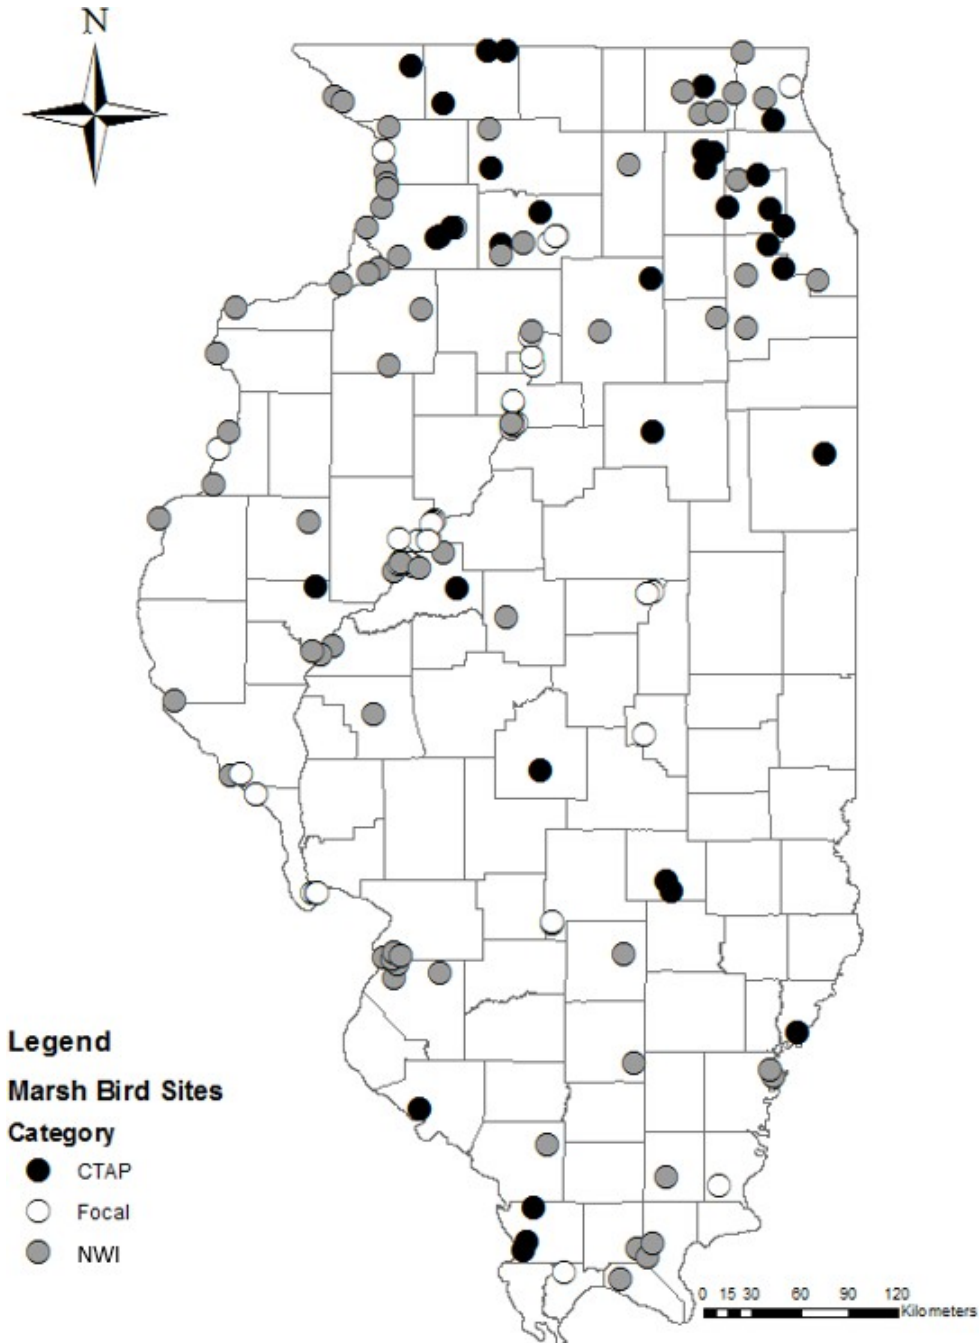 N
Legend
Marsh Bird Sites
Category
CTAP
Focal
NWI
0 15 30 60 90 120
Kilometers